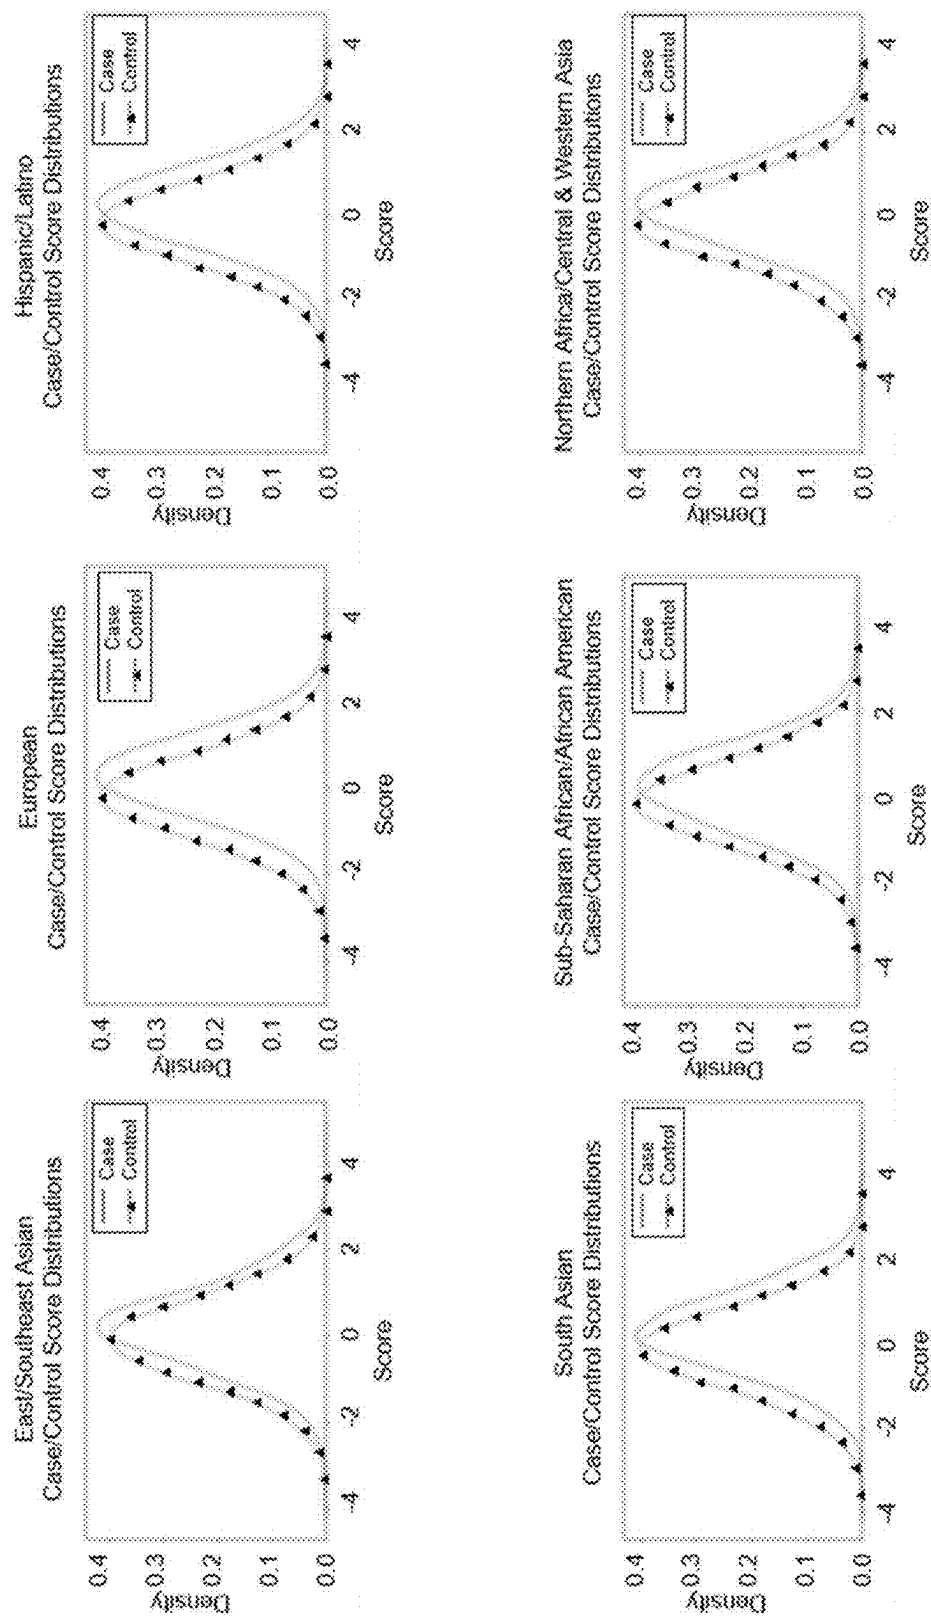 East/Southeast Asian
Case/Control Score Distributions
Density
0.4
0.3
0.2
0.1
0.0
Case
Control
-4
-2
0
2
4
Score
European
Case/Control Score Distributions
Density
0.4
0.3
0.2
0.1
0.0
Case
Control
-4
-2
0
2
4
Score
Hispanic/Latino
Case/Control Score Distributions
Density
0.4
0.3
0.2
0.1
0.0
Case
Control
-4
-2
0
2
4
Score
South Asian
Case/Control Score Distributions
Density
0.4
0.3
0.2
0.1
0.0
Case
Control
-4
-2
0
2
4
Score
Sub-Saharan African/African American
Case/Control Score Distributions
Density
0.4
0.3
0.2
0.1
0.0
Case
Control
-4
-2
0
2
4
Score
Northern Africa/Central & Western Asia
Case/Control Score Distributions
Density
0.4
0.3
0.2
0.1
0.0
Case
Control
-4
-2
0
2
4
Score